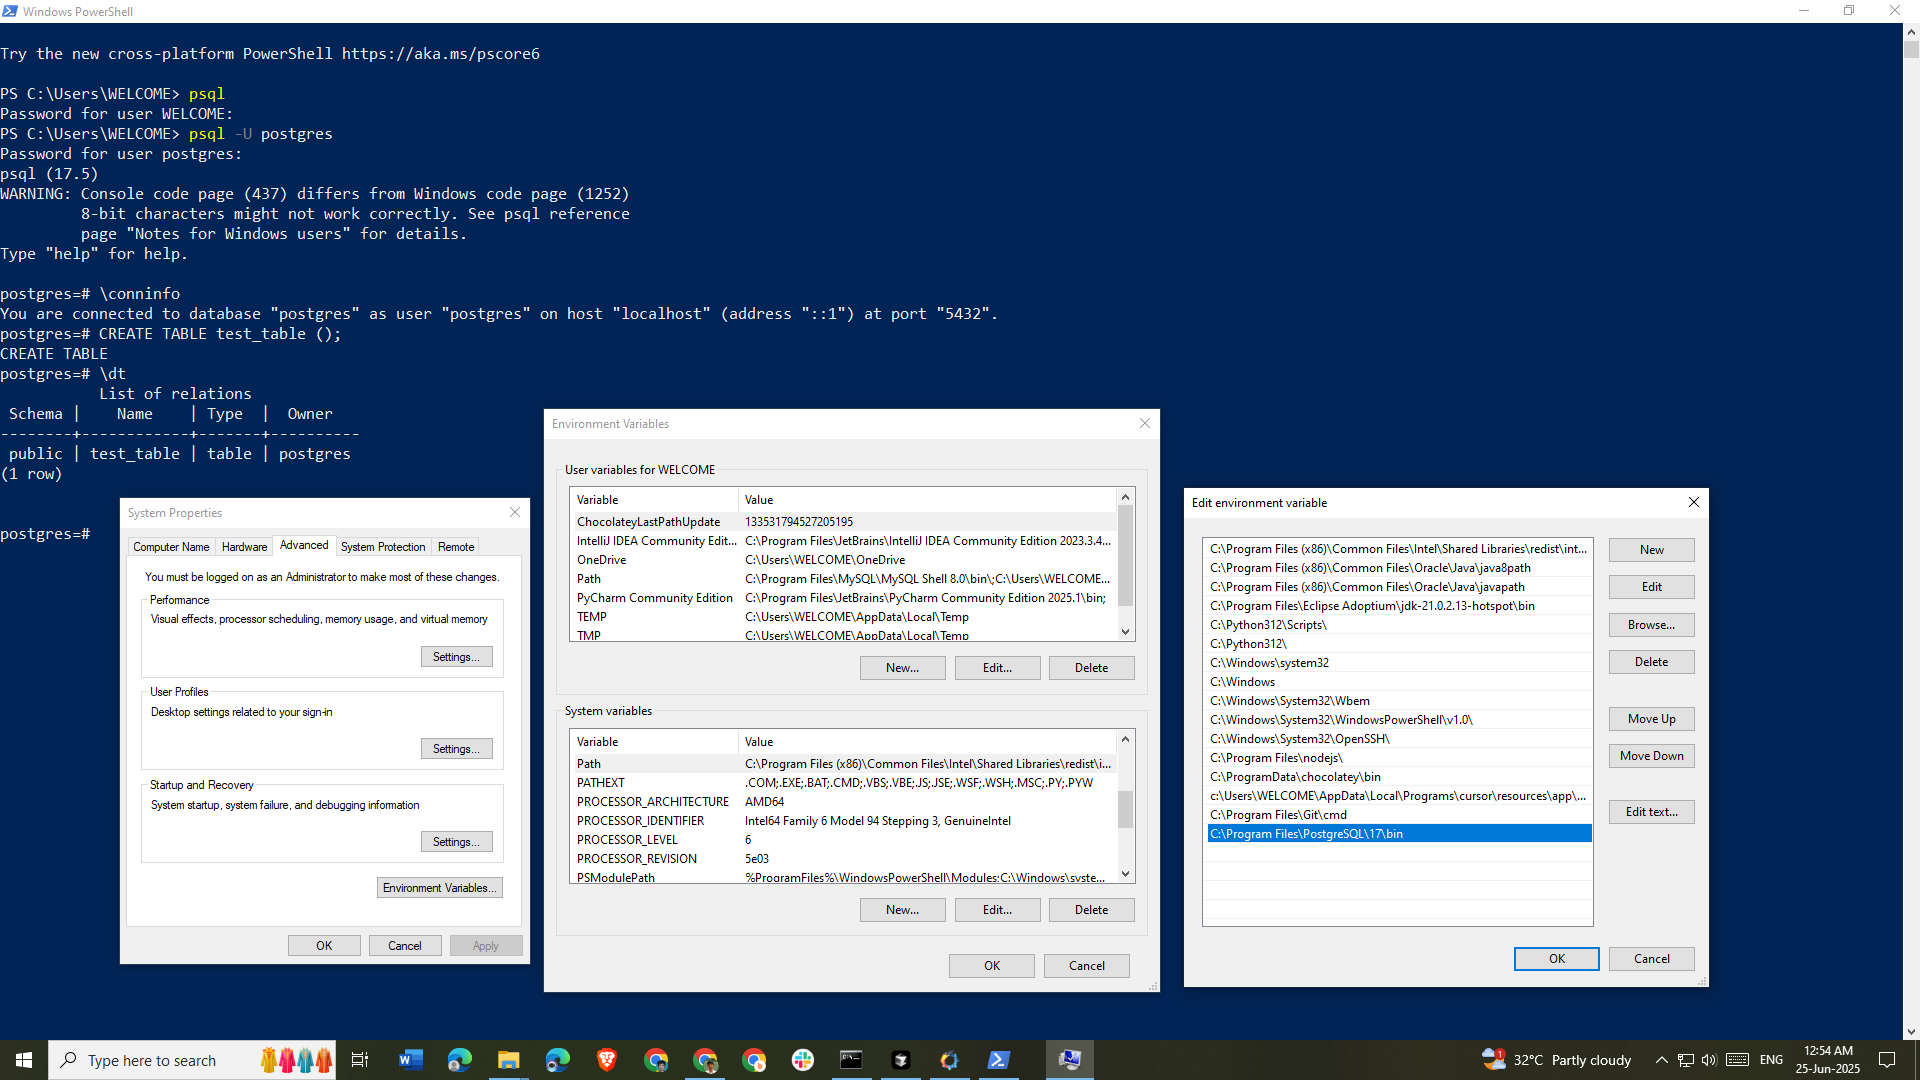 Windows PowerShell
Try the new cross-platform PowerShell https://aka.ms/pscore6
PS C:\Users\WELCOME> psql
Password for user WELCOME:
PS C:\Users\WELCOME> psql -U postgres
Password for user postgres:
psql (17.5)
WARNING: Console code page (437) differs from Windows code page (1252)
8-bit characters might not work correctly. See psql reference
page "Notes for Windows users" for details.
Type "help" for help.
postgres=# \conninfo
You are connected to database "postgres" as user "postgres" on host "localhost" (address "::1") at port "5432".
postgres=# CREATE TABLE test_table ();
CREATE TABLE
postgres=# \dt
List of relations
Schema | Name | Type | Owner
--------+------------+-------+----------
public | test_table | table | postgres
(1 row)
postgres=#
System Properties
Computer Name Hardware Advanced System Protection Remote
You must be logged on as an Administrator to make most of these changes.
Performance
Visual effects, processor scheduling, memory usage, and virtual memory
Settings...
User Profiles
Desktop settings related to your sign-in
Settings...
Startup and Recovery
System startup, system failure, and debugging information
Settings...
Environment Variables...
OK Cancel Apply
Environment Variables
User variables for WELCOME
Variable Value
ChocolateyLastPathUpdate 133531794527205195
IntelliJ IDEA Community Edit... C:\Program Files\JetBrains\IntelliJ IDEA Community Edition 2023.3.4...
OneDrive C:\Users\WELCOME\OneDrive
Path C:\Program Files\MySQL\MySQL Shell 8.0\bin\;C:\Users\WELCOME...
PyCharm Community Edition C:\Program Files\JetBrains\PyCharm Community Edition 2025.1\bin;
TEMP C:\Users\WELCOME\AppData\Local\Temp
TMP C:\Users\WELCOME\AppData\Local\Temp
New... Edit... Delete
System variables
Variable Value
Path C:\Program Files (x86)\Common Files\Intel\Shared Libraries\redist\i...
PATHEXT .COM;.EXE;.BAT;.CMD;.VBS;.VBE;.JS;.JSE;.WSF;.WSH;.MSC;.PY;.PYW
PROCESSOR_ARCHITECTURE AMD64
PROCESSOR_IDENTIFIER Intel64 Family 6 Model 94 Stepping 3, GenuineIntel
PROCESSOR_LEVEL 6
PROCESSOR_REVISION 5e03
PSModulePath %ProgramFiles%\WindowsPowerShell\Modules;C:\Windows\syste...
New... Edit... Delete
OK Cancel
Edit environment variable
C:\Program Files (x86)\Common Files\Intel\Shared Libraries\redist\int...
C:\Program Files (x86)\Common Files\Oracle\Java\java8path
C:\Program Files (x86)\Common Files\Oracle\Java\javapath
C:\Program Files\Eclipse Adoptium\jdk-21.0.2.13-hotspot\bin
C:\Python312\Scripts\
C:\Python312\
C:\Windows\system32
C:\Windows
C:\Windows\System32\Wbem
C:\Windows\System32\WindowsPowerShell\v1.0\
C:\Windows\System32\OpenSSH\
C:\Program Files\nodejs\
C:\ProgramData\chocolatey\bin
c:\Users\WELCOME\AppData\Local\Programs\cursor\resources\app\...
C:\Program Files\Git\cmd
C:\Program Files\PostgreSQL\17\bin
New
Edit
Browse...
Delete
Move Up
Move Down
Edit text...
OK Cancel
Type here to search
1
32°C Partly cloudy
ENG
12:54 AM
25-Jun-2025